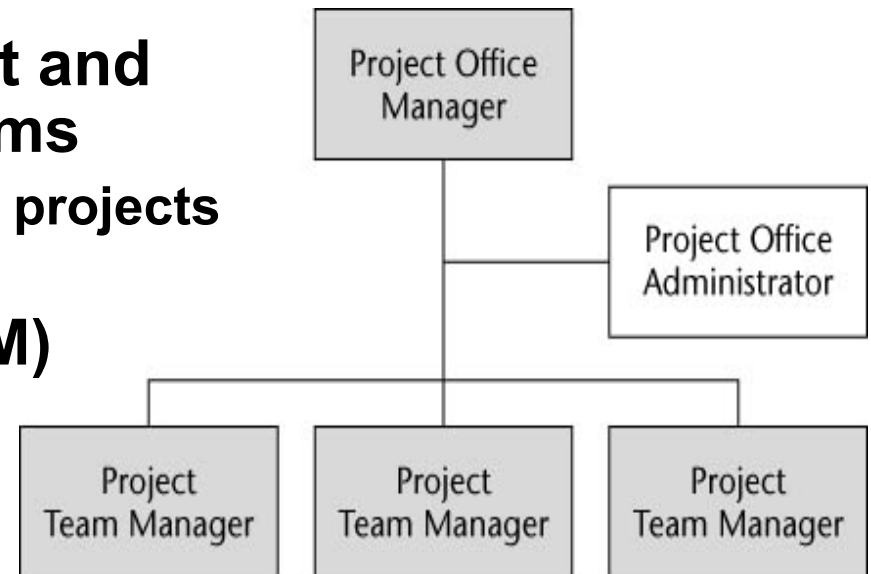 t and
ms
projects
M)
Project Office
Manager
Project Office
Administrator
Project
Team Manager
Project
Team Manager
Project
Team Manager